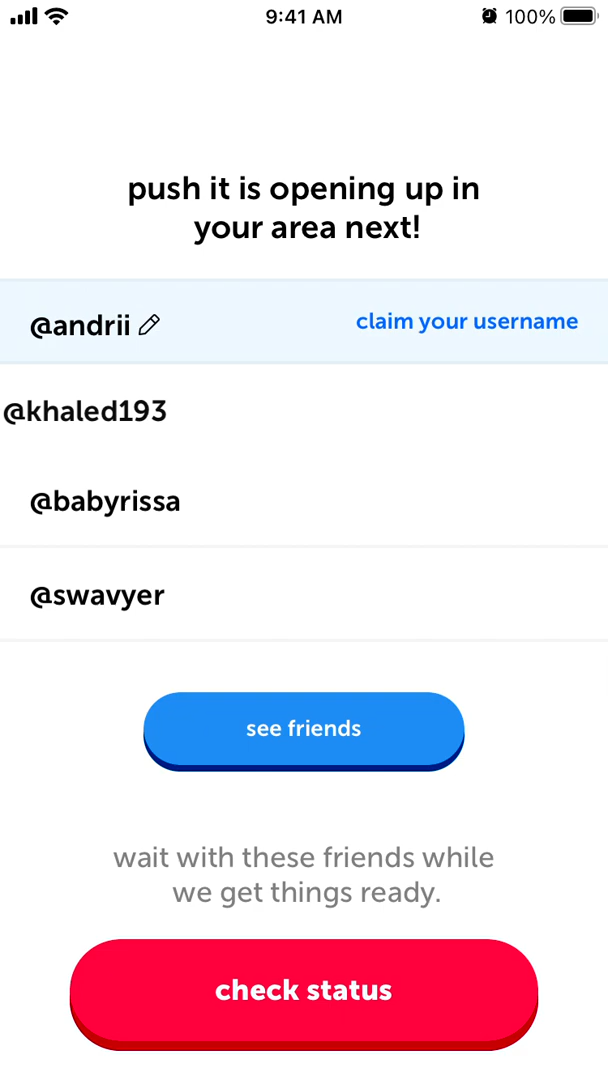 9:41 AM
100%
push it is opening up in
your area next!
@andrii
claim your username
@khaled193
@babyrissa
@swavyer
see friends
wait with these friends while
we get things ready.
check status